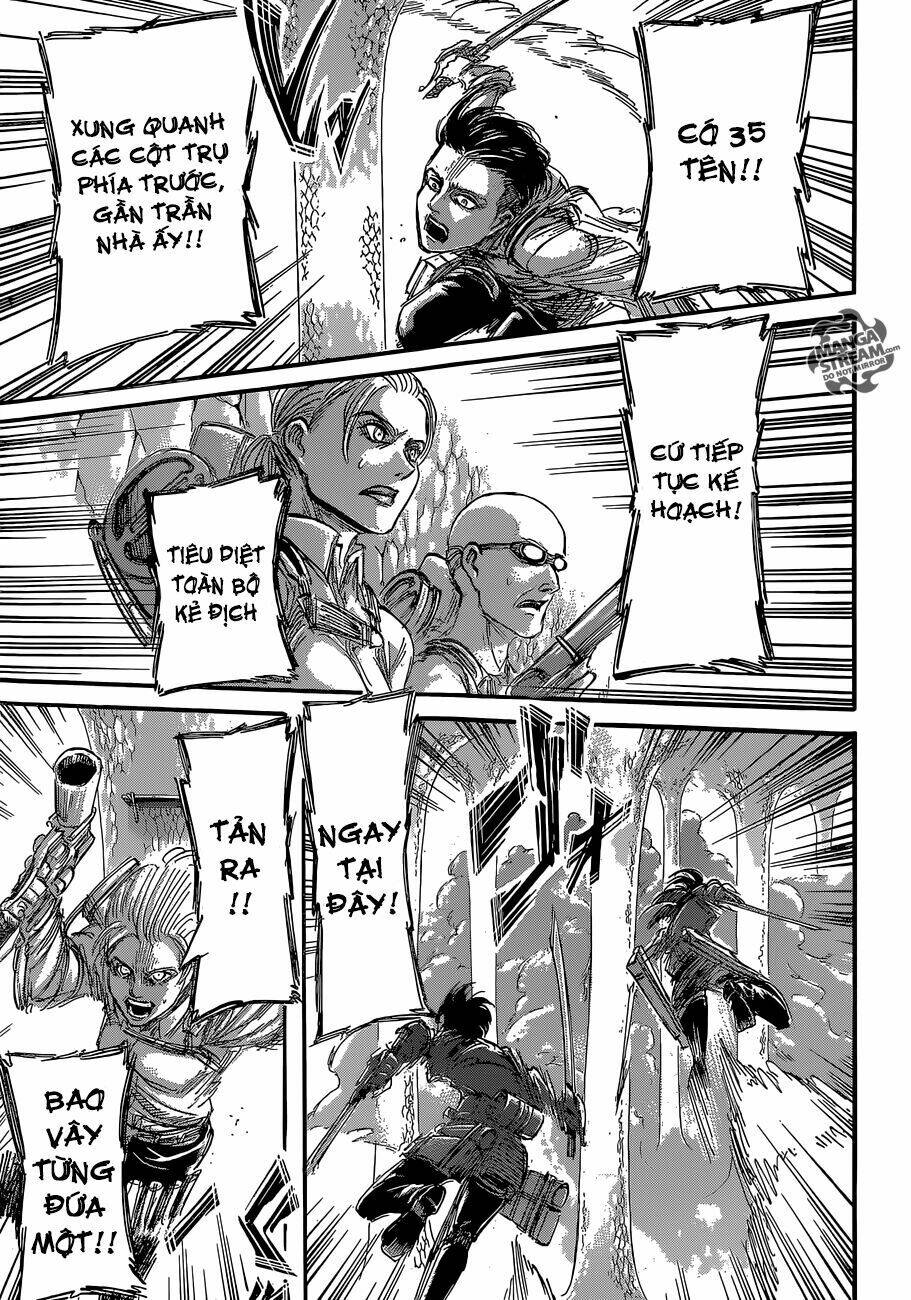 CÓ 35
TÊN!!
XUNG QUANH
CÁC CỘT TRỤ
PHÍA TRƯỚC,
GẦN TRẦN
NHÀ ẤY!!
MANGA
STREAM.com
DO NOT MIRROR!
CỨ TIẾP
TỤC KẾ
HOẠCH!
TIÊU DIỆT
TOÀN BỘ
KẺ ĐỊCH
NGAY
TẠI
ĐÂY!
TẢN
RA
!!
BAO
VÂY
TỪNG
ĐỨA
MỘT!!